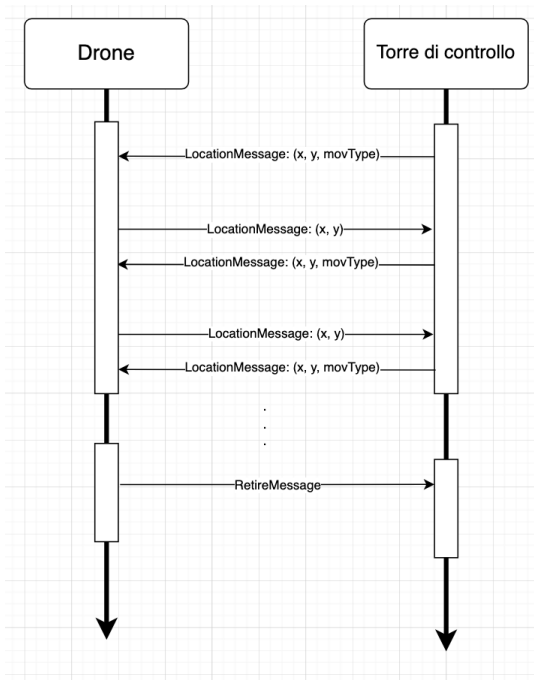 Drone
Torre di controllo
LocationMessage: (x, y, movType)
LocationMessage: (x, y)
LocationMessage: (x, y, movType)
LocationMessage: (x, y)
LocationMessage: (x, y, movType)
.
.
.
RetireMessage